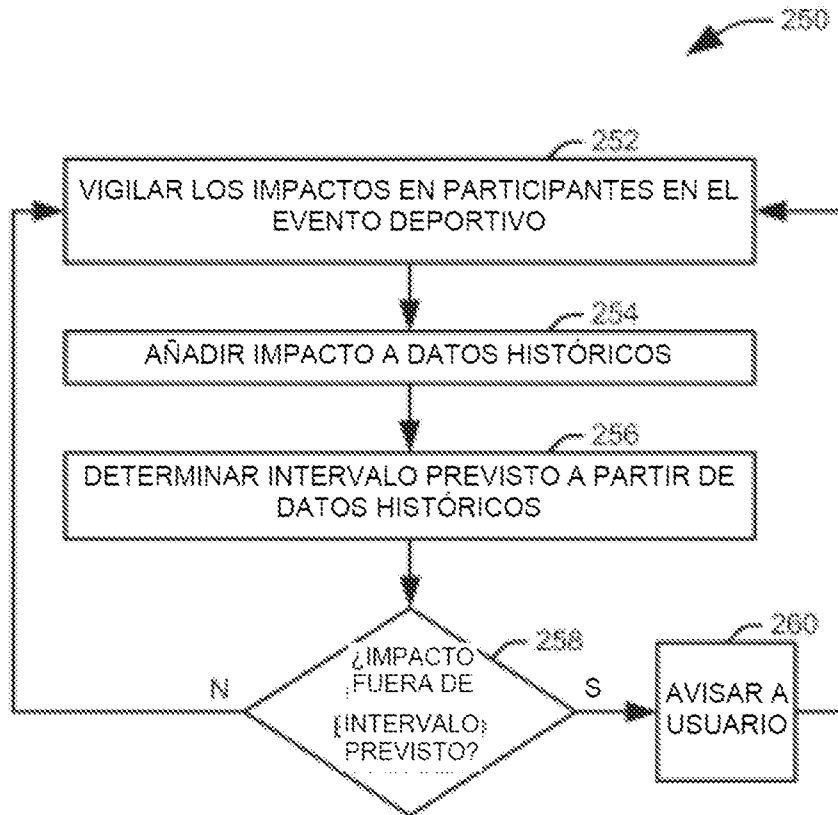 250
252
VIGILAR LOS IMPACTOS EN PARTICIPANTES EN EL
EVENTO DEPORTIVO
254
AÑADIR IMPACTO A DATOS HISTÓRICOS
256
DETERMINAR INTERVALO PREVISTO A PARTIR DE
DATOS HISTÓRICOS
258
¿IMPACTO
FUERA DE
INTERVALO
PREVISTO?
N
S
260
AVISAR A
USUARIO